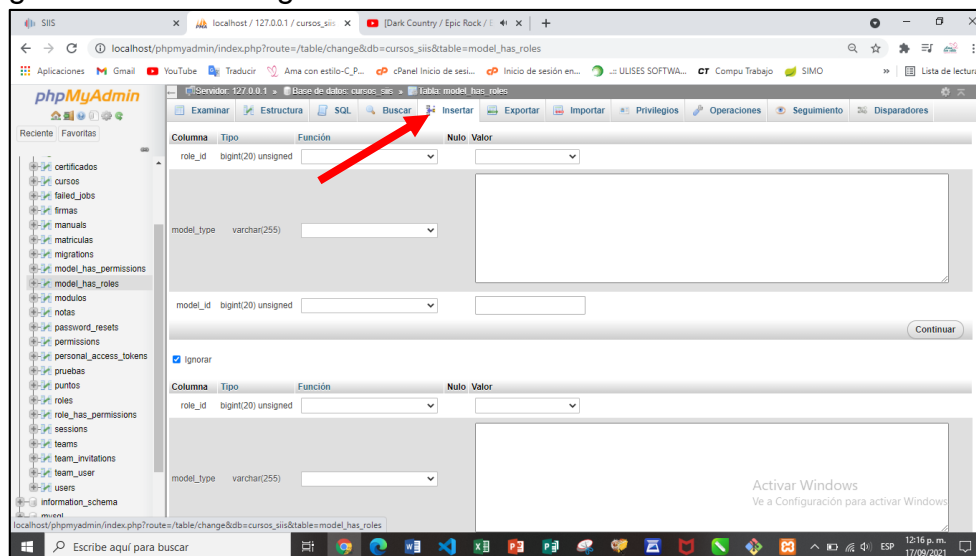 SIIS
localhost / 127.0.0.1 / cursos_siis
[Dark Country / Epic Rock / E
localhost/phpmyadmin/index.php?route=/table/change&db=cursos_siis&table=model_has_roles
Aplicaciones Gmail YouTube Traducir Ama con estilo-C_P... cPanel Inicio de sesi... Inicio de sesión en... ..:: ULISES SOFTWA... CT Compu Trabajo SIMO » Lista de lectura
phpMyAdmin
Reciente Favoritas
certificados
cursos
failed_jobs
firmas
manuals
matriculas
migrations
model_has_permissions
model_has_roles
modulos
notas
password_resets
permissions
personal_access_tokens
pruebas
puntos
roles
role_has_permissions
sessions
teams
team_invitations
team_user
users
information_schema
mysql
Servidor: 127.0.0.1 » Base de datos: cursos_siis » Tabla: model_has_roles
Examinar Estructura SQL Buscar Insertar Exportar Importar Privilegios Operaciones Seguimiento Disparadores
Columna Tipo Función Nulo Valor
role_id bigint(20) unsigned
model_type varchar(255)
model_id bigint(20) unsigned
Continuar
Ignorar
Columna Tipo Función Nulo Valor
role_id bigint(20) unsigned
model_type varchar(255)
Activar Windows
Ve a Configuración para activar Windows
localhost/phpmyadmin/index.php?route=/table/change&db=cursos_siis&table=model_has_roles
Escribe aquí para buscar
ESP
12:16 p. m.
17/09/2021